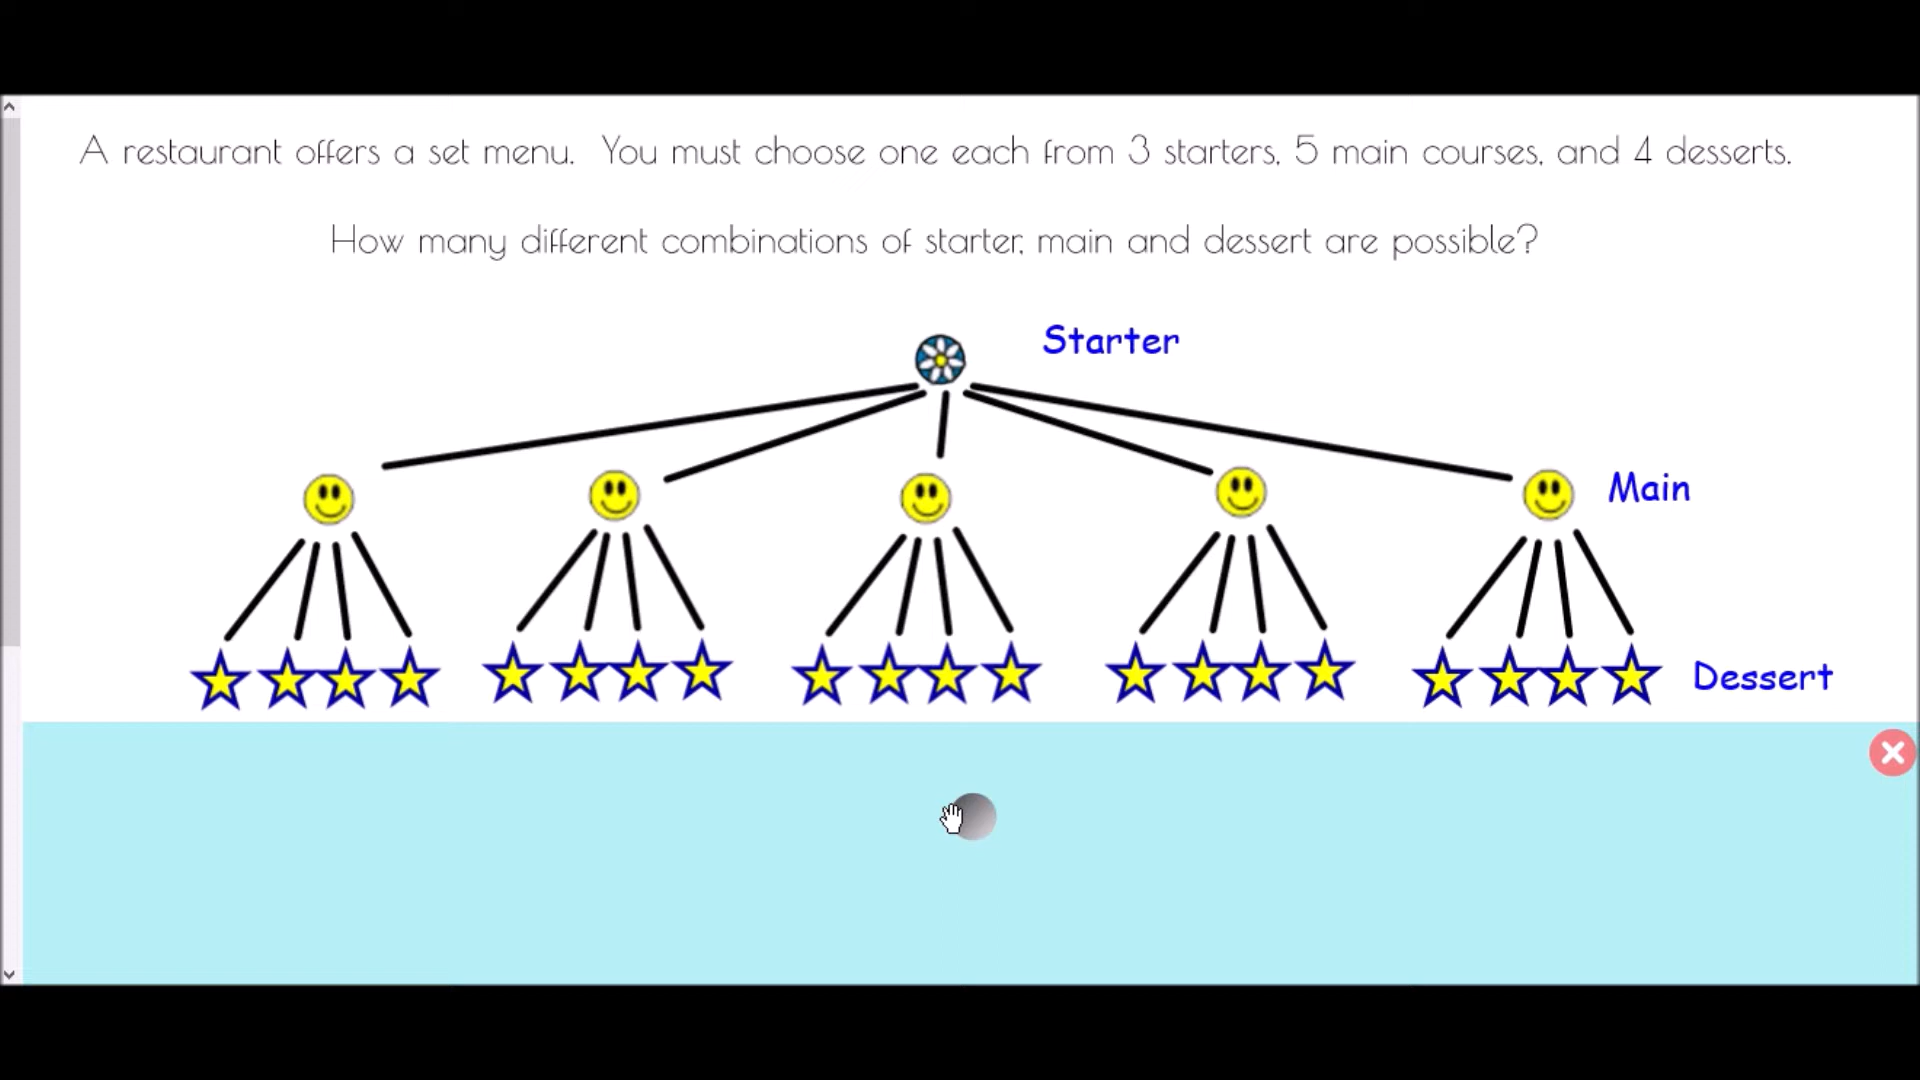 A restaurant offers a set menu. You must choose one each from 3 starters, 5 main courses, and 4 desserts.
How many different combinations of starter, main and dessert are possible?
Starter
Main
Dessert